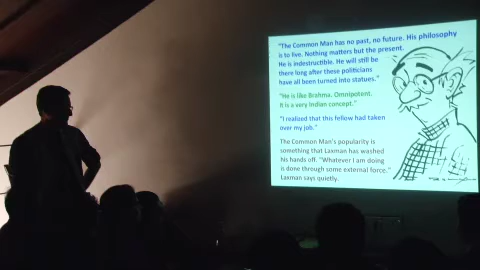 "The Common Man has no past, no future. His philosophy
is to live. Nothing matters but the present.
He is indestructible. He will still be
there long after these politicians
have all been turned into statues."
"He is like Brahma. Omnipotent.
It is a very Indian concept."
"I realized that this fellow had taken
over my job."
The Common Man's popularity is
something that Laxman has washed
his hands off. "Whatever I am doing
is done through some external force."
Laxman says quietly.